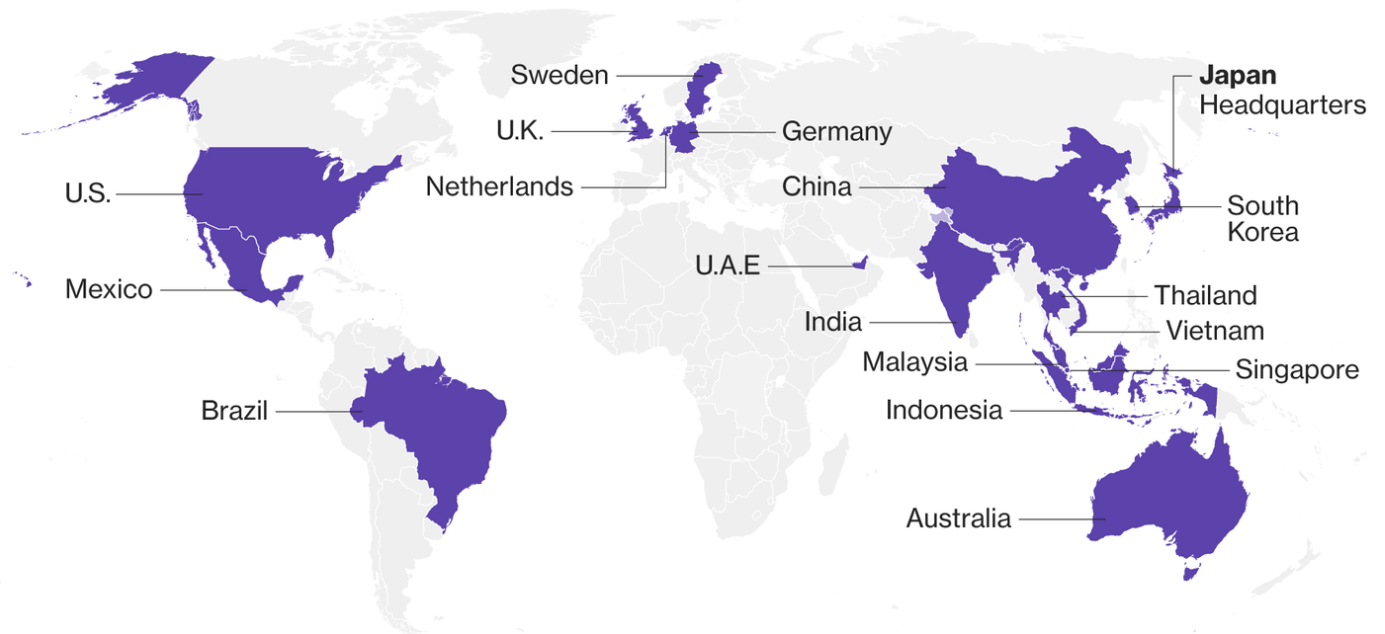 Sweden
Japan
Headquarters
U.K.
Germany
Netherlands
China
U.S.
South
Korea
U.A.E
Mexico
Thailand
India
Vietnam
Malaysia
Singapore
Brazil
Indonesia
Australia